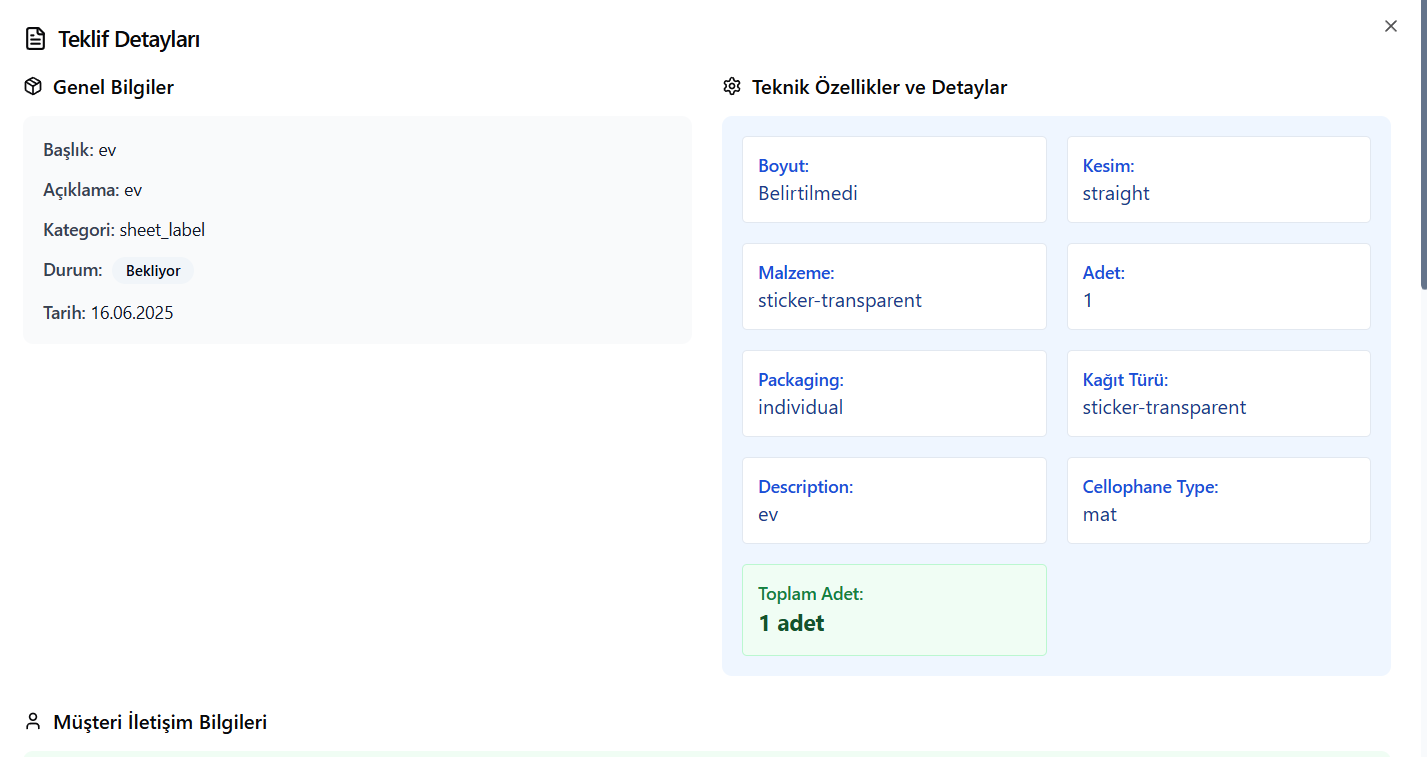 Teklif Detayları
Genel Bilgiler
Başlık: ev
Açıklama: ev
Kategori: sheet_label
Durum: Bekliyor
Tarih: 16.06.2025
Teknik Özellikler ve Detaylar
Boyut:
Belirtilmedi
Kesim:
straight
Malzeme:
sticker-transparent
Adet:
1
Packaging:
individual
Kağıt Türü:
sticker-transparent
Description:
ev
Cellophane Type:
mat
Toplam Adet:
1 adet
Müşteri İletişim Bilgileri